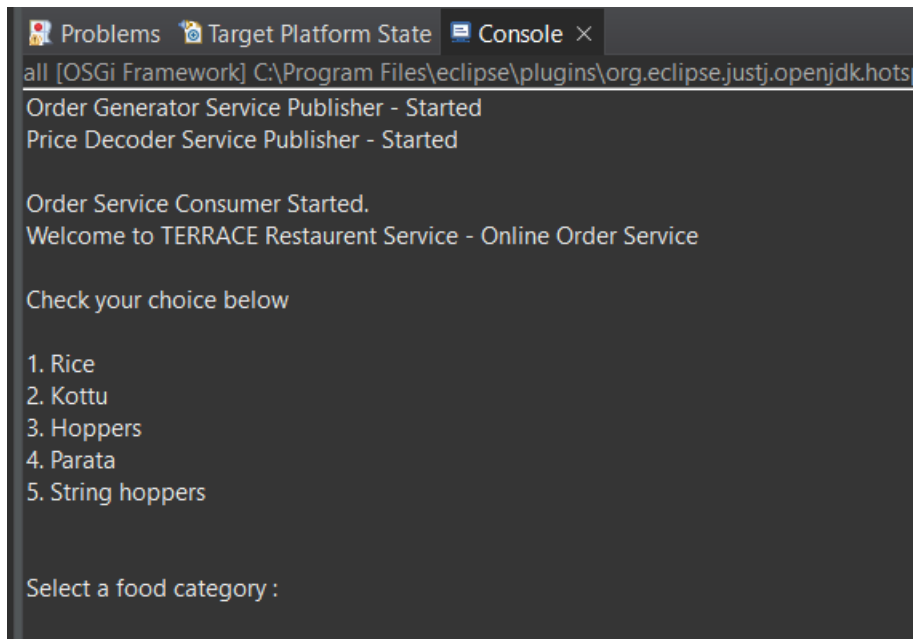 Problems Target Platform State Console
all [OSGi Framework] C:\Program Files\eclipse\plugins\org.eclipse.justj.openjdk.hots
Order Generator Service Publisher - Started
Price Decoder Service Publisher - Started
Order Service Consumer Started.
Welcome to TERRACE Restaurent Service - Online Order Service
Check your choice below
1. Rice
2. Kottu
3. Hoppers
4. Parata
5. String hoppers
Select a food category :